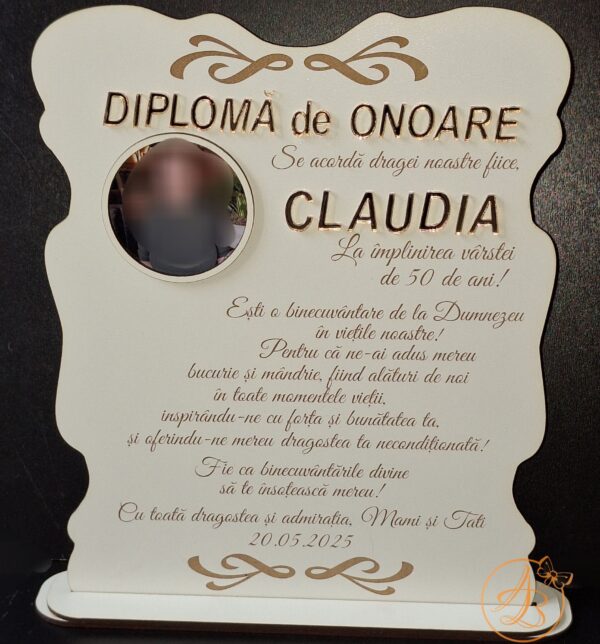 DIPLOMĂ de ONOARE
Se acordă dragei noastre fiice,
CLAUDIA
La împlinirea vârstei
de 50 de ani!
Ești o binecuvântare de la Dumnezeu
în viețile noastre!
Pentru că ne-ai adus mereu
bucurie și mândrie, fiind alături de noi
în toate momentele vieții,
inspirându-ne cu forța și bunătatea ta,
și oferindu-ne mereu dragostea ta necondiționată!
Fie ca binecuvântările divine
să te însoțească mereu!
Cu toată dragostea și admirația, Mami și Tati
20.05.2025